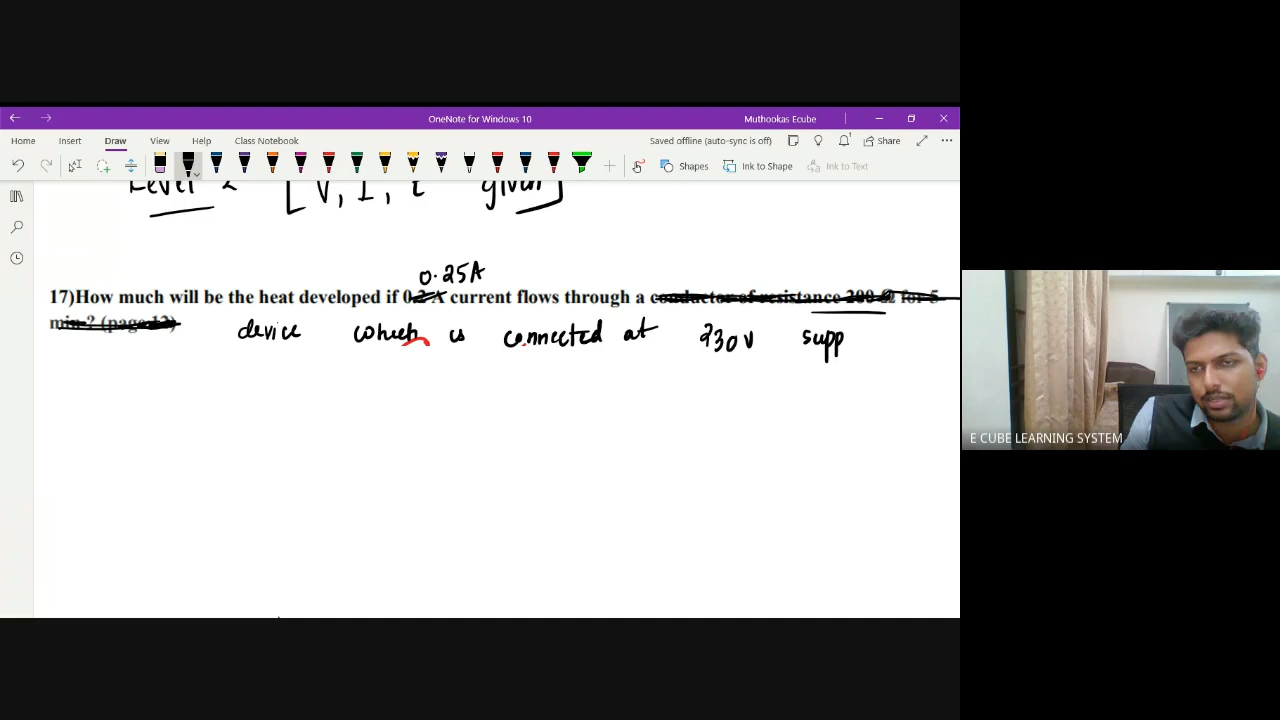 OneNote for Windows 10
Muthookas Ecube
Home Insert Draw View Help Class Notebook
Saved offline (auto-sync is off)
Share
Shapes
Ink to Shape
Ink to Text
Level 2 [V, I, t given]
0.25A
17)How much will be the heat developed if 0.2 A current flows through a conductor of resistance 200 Ω for 5
min ? (page 12)
device which is connected at 230V supp
E CUBE LEARNING SYSTEM